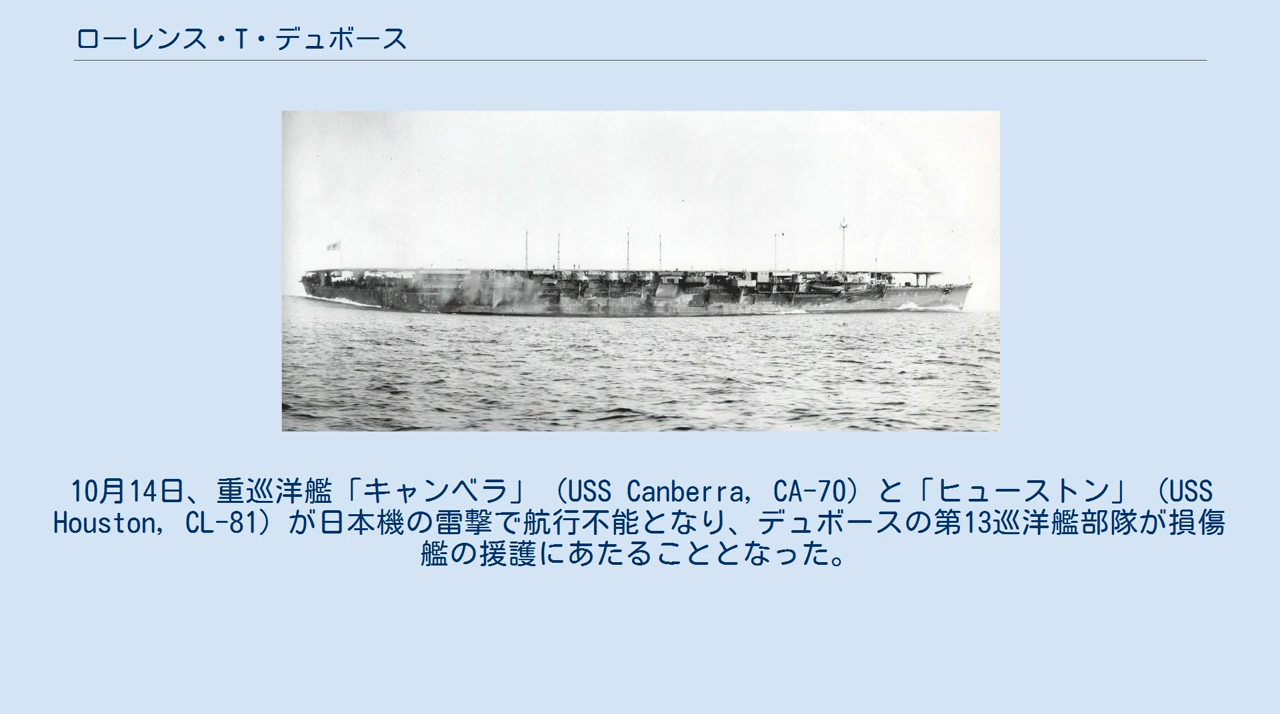 ローレンス・T・デュボース
10月14日、重巡洋艦「キャンベラ」（USS Canberra, CA-70）と「ヒューストン」（USS
Houston, CL-81）が日本機の雷撃で航行不能となり、デュボースの第13巡洋艦部隊が損傷
艦の援護にあたることとなった。